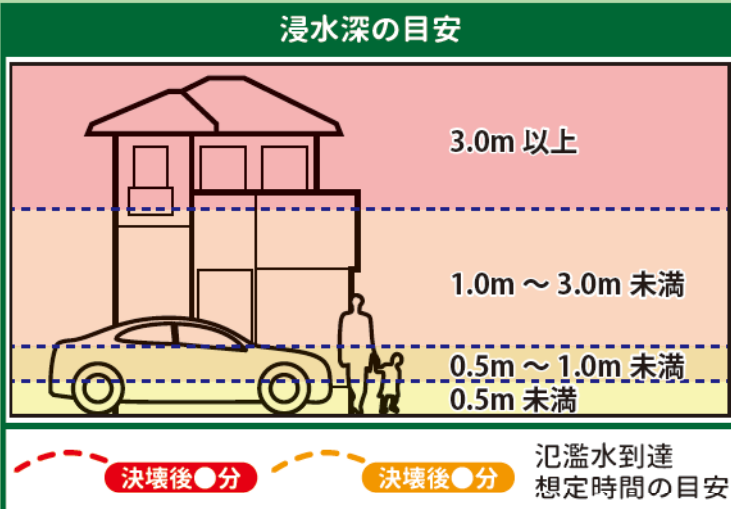 浸水深の目安
3.0m 以上
1.0m ～ 3.0m 未満
0.5m ～ 1.0m 未満
0.5m 未満
決壊後●分
決壊後●分
氾濫水到達
想定時間の目安